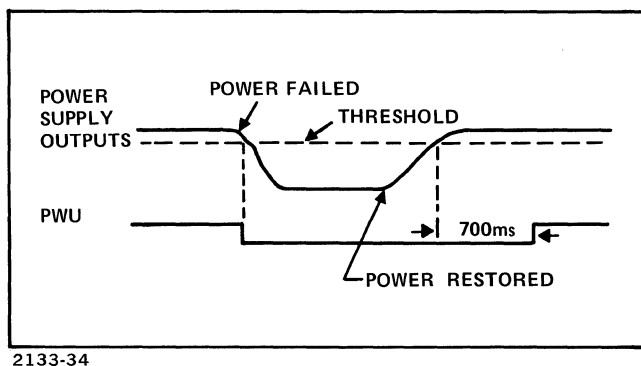 POWER FAILED
POWER
SUPPLY
OUTPUTS
THRESHOLD
PWU
700ms
POWER RESTORED
2133-34